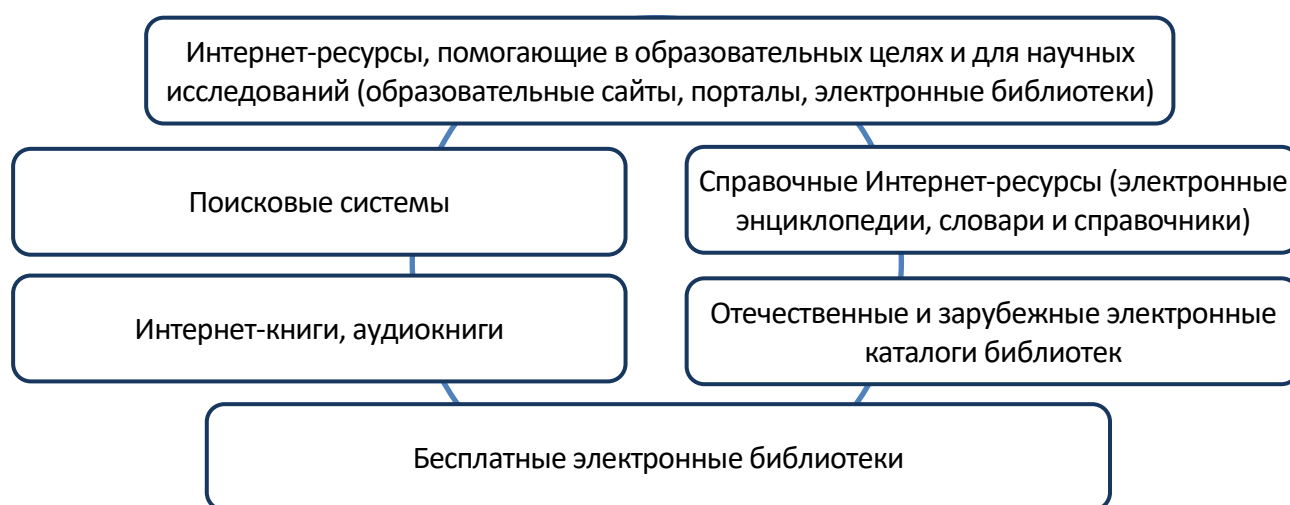 Интернет-ресурсы, помогающие в образовательных целях и для научных
исследований (образовательные сайты, порталы, электронные библиотеки)
Поисковые системы
Справочные Интернет-ресурсы (электронные
энциклопедии, словари и справочники)
Интернет-книги, аудиокниги
Отечественные и зарубежные электронные
каталоги библиотек
Бесплатные электронные библиотеки